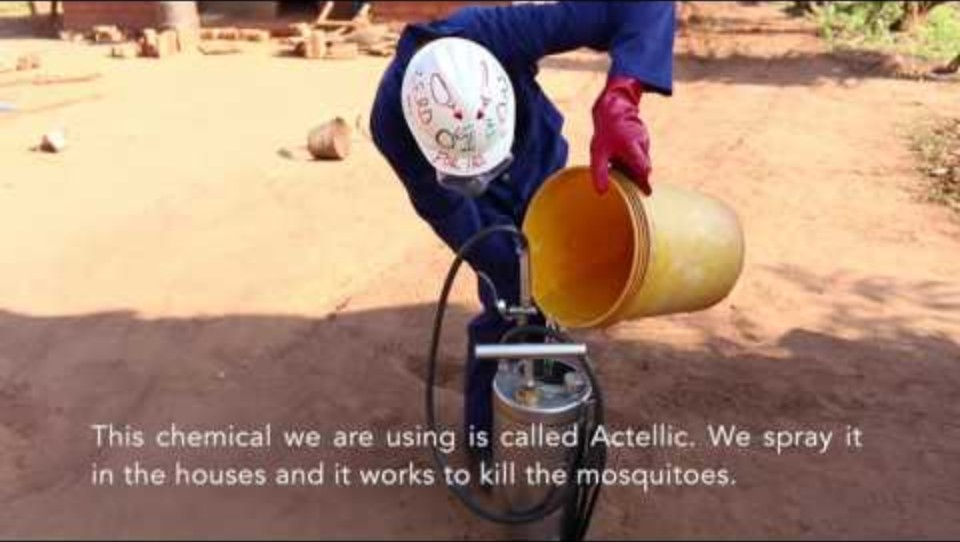 This chemical we are using is called Actellic. We spray it
in the houses and it works to kill the mosquitoes.